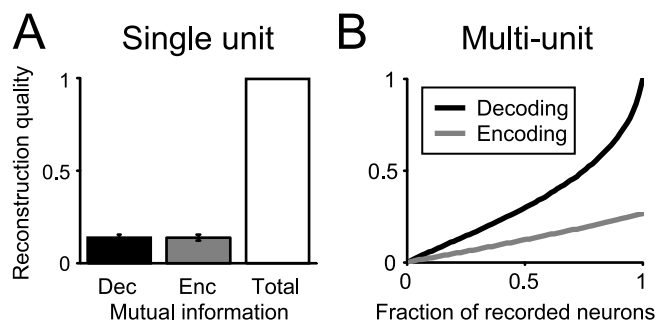 A Single unit
Reconstruction quality
1
0.5
0
Dec Enc Total
Mutual information
B Multi-unit
Decoding
Encoding
1
0.5
0
0 0.5 1
Fraction of recorded neurons